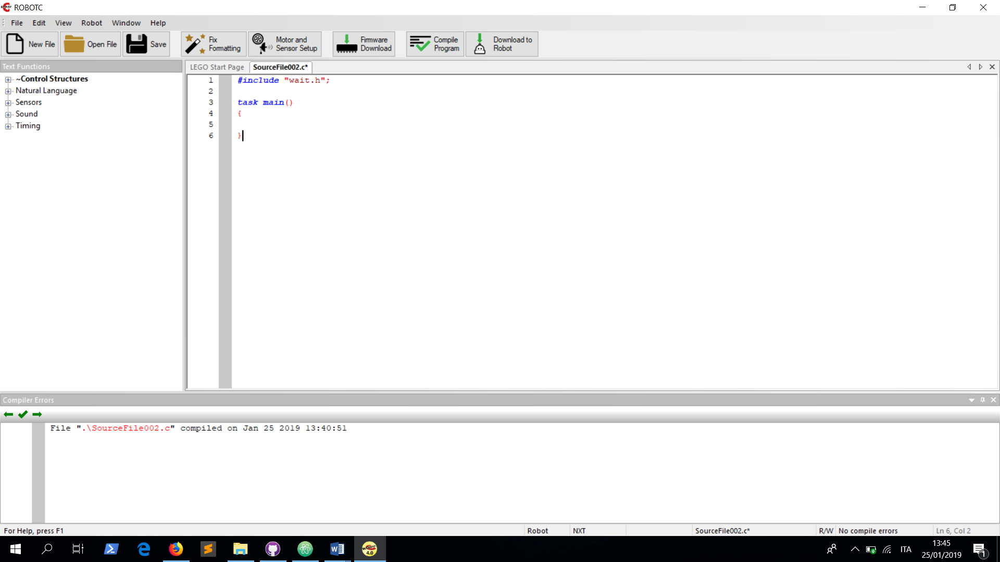 ROBOTC
File Edit View Robot Window Help
New File Open File Save Fix Formatting Motor and Sensor Setup Firmware Download Compile Program Download to Robot
Text Functions
~Control Structures
Natural Language
Sensors
Sound
Timing
LEGO Start Page SourceFile002.c*
1 #include "wait.h";
2
3 task main()
4 {
5
6 }
Compiler Errors
File ".\SourceFile002.c" compiled on Jan 25 2019 13:40:51
For Help, press F1 Robot NXT SourceFile002.c* R/W No compile errors Ln 6, Col 2
4.0
ITA
13:45
25/01/2019
1